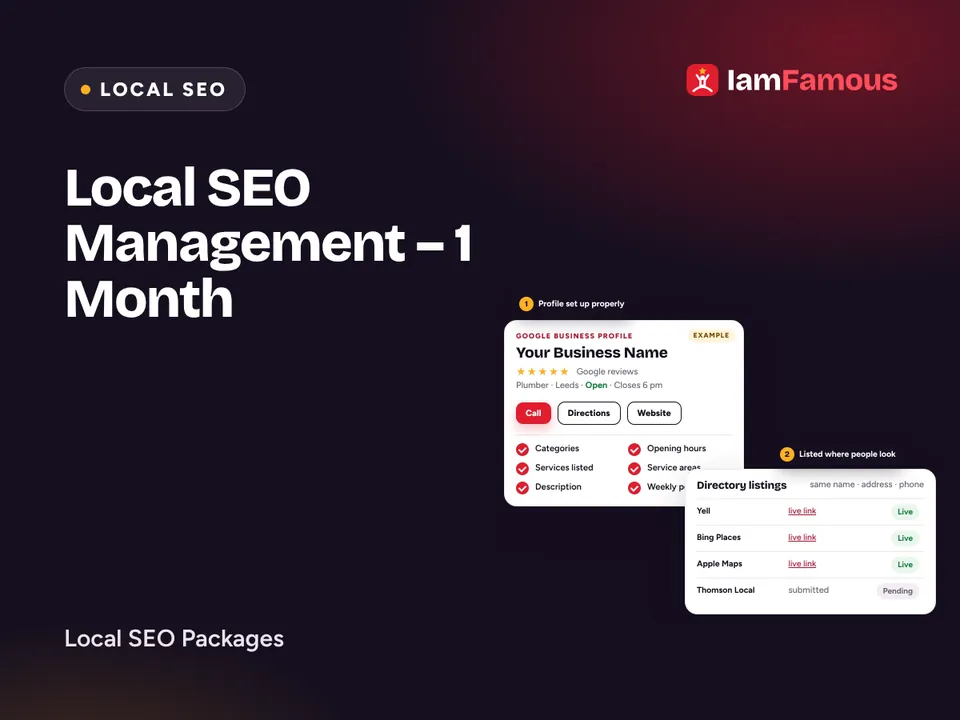 LOCAL SEO
IamFamous
Local SEO
Management – 1
Month
1 Profile set up properly
GOOGLE BUSINESS PROFILE
EXAMPLE
Your Business Name
★★★★★ Google reviews
Plumber · Leeds · Open · Closes 6 pm
Call
Directions
Website
Categories
Opening hours
Services listed
Service areas
Description
Weekly
2 Listed where people look
Directory listings
same name · address · phone
Yell live link Live
Bing Places live link Live
Apple Maps live link Live
Thomson Local submitted Pending
Local SEO Packages